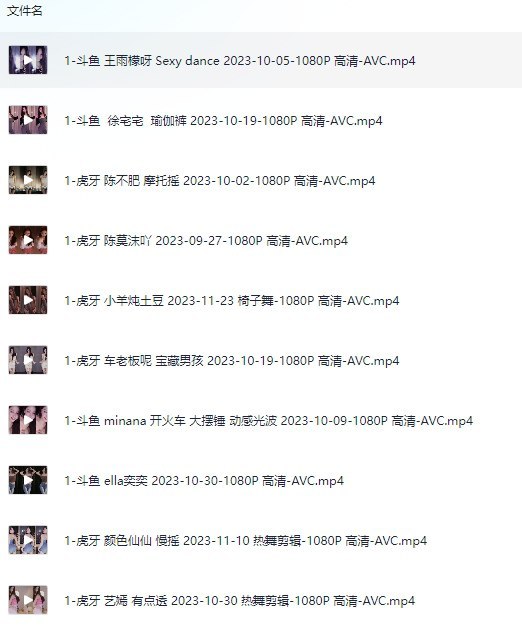 文件名
1-斗鱼 王雨檬呀 Sexy dance 2023-10-05-1080P 高清-AVC.mp4
1-斗鱼 徐宅宅 瑜伽裤 2023-10-19-1080P 高清-AVC.mp4
1-虎牙 陈不肥 摩托摇 2023-10-02-1080P 高清-AVC.mp4
1-虎牙 陈莫沫吖 2023-09-27-1080P 高清-AVC.mp4
1-虎牙 小羊炖土豆 2023-11-23 椅子舞-1080P 高清-AVC.mp4
1-虎牙 车老板呢 宝藏男孩 2023-10-19-1080P 高清-AVC.mp4
1-斗鱼 minana 开火车 大摆锤 动感光波 2023-10-09-1080P 高清-AVC.mp4
1-斗鱼 ella奕奕 2023-10-30-1080P 高清-AVC.mp4
1-虎牙 颜色仙仙 慢摇 2023-11-10 热舞剪辑-1080P 高清-AVC.mp4
1-虎牙 艺嫣 有点透 2023-10-30 热舞剪辑-1080P 高清-AVC.mp4